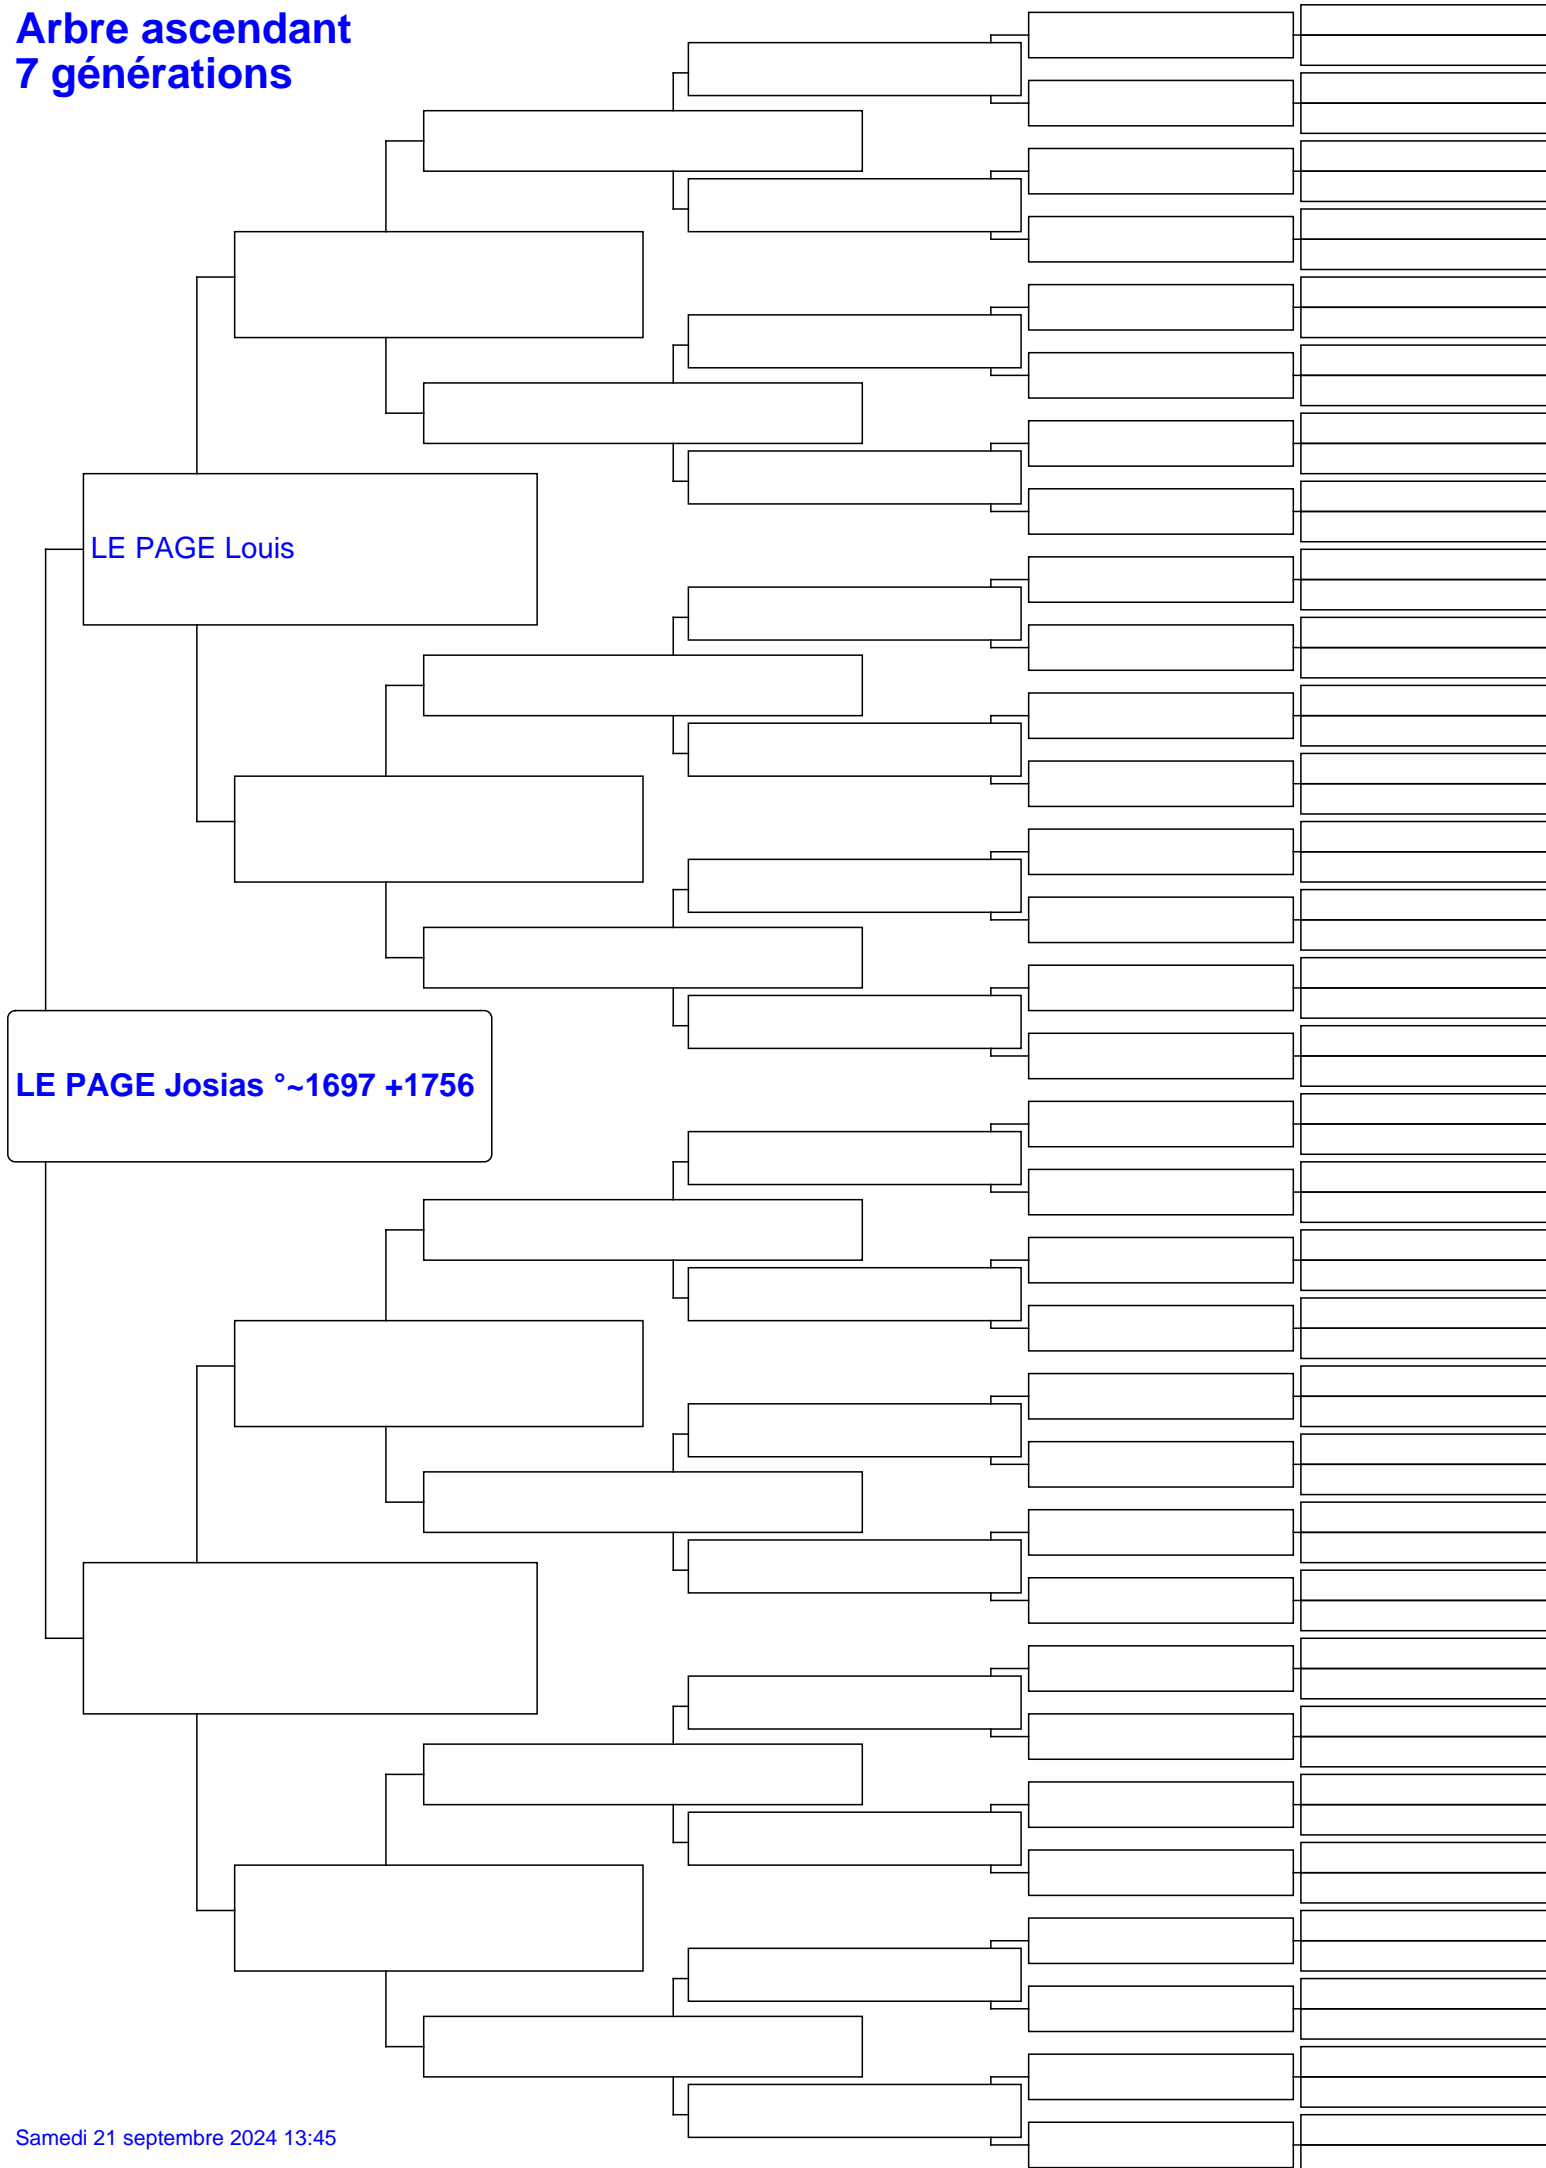 Arbre ascendant
7 générations
LE PAGE Louis
LE PAGE Josias °~1697 +1756
Samedi 21 septembre 2024 13:45